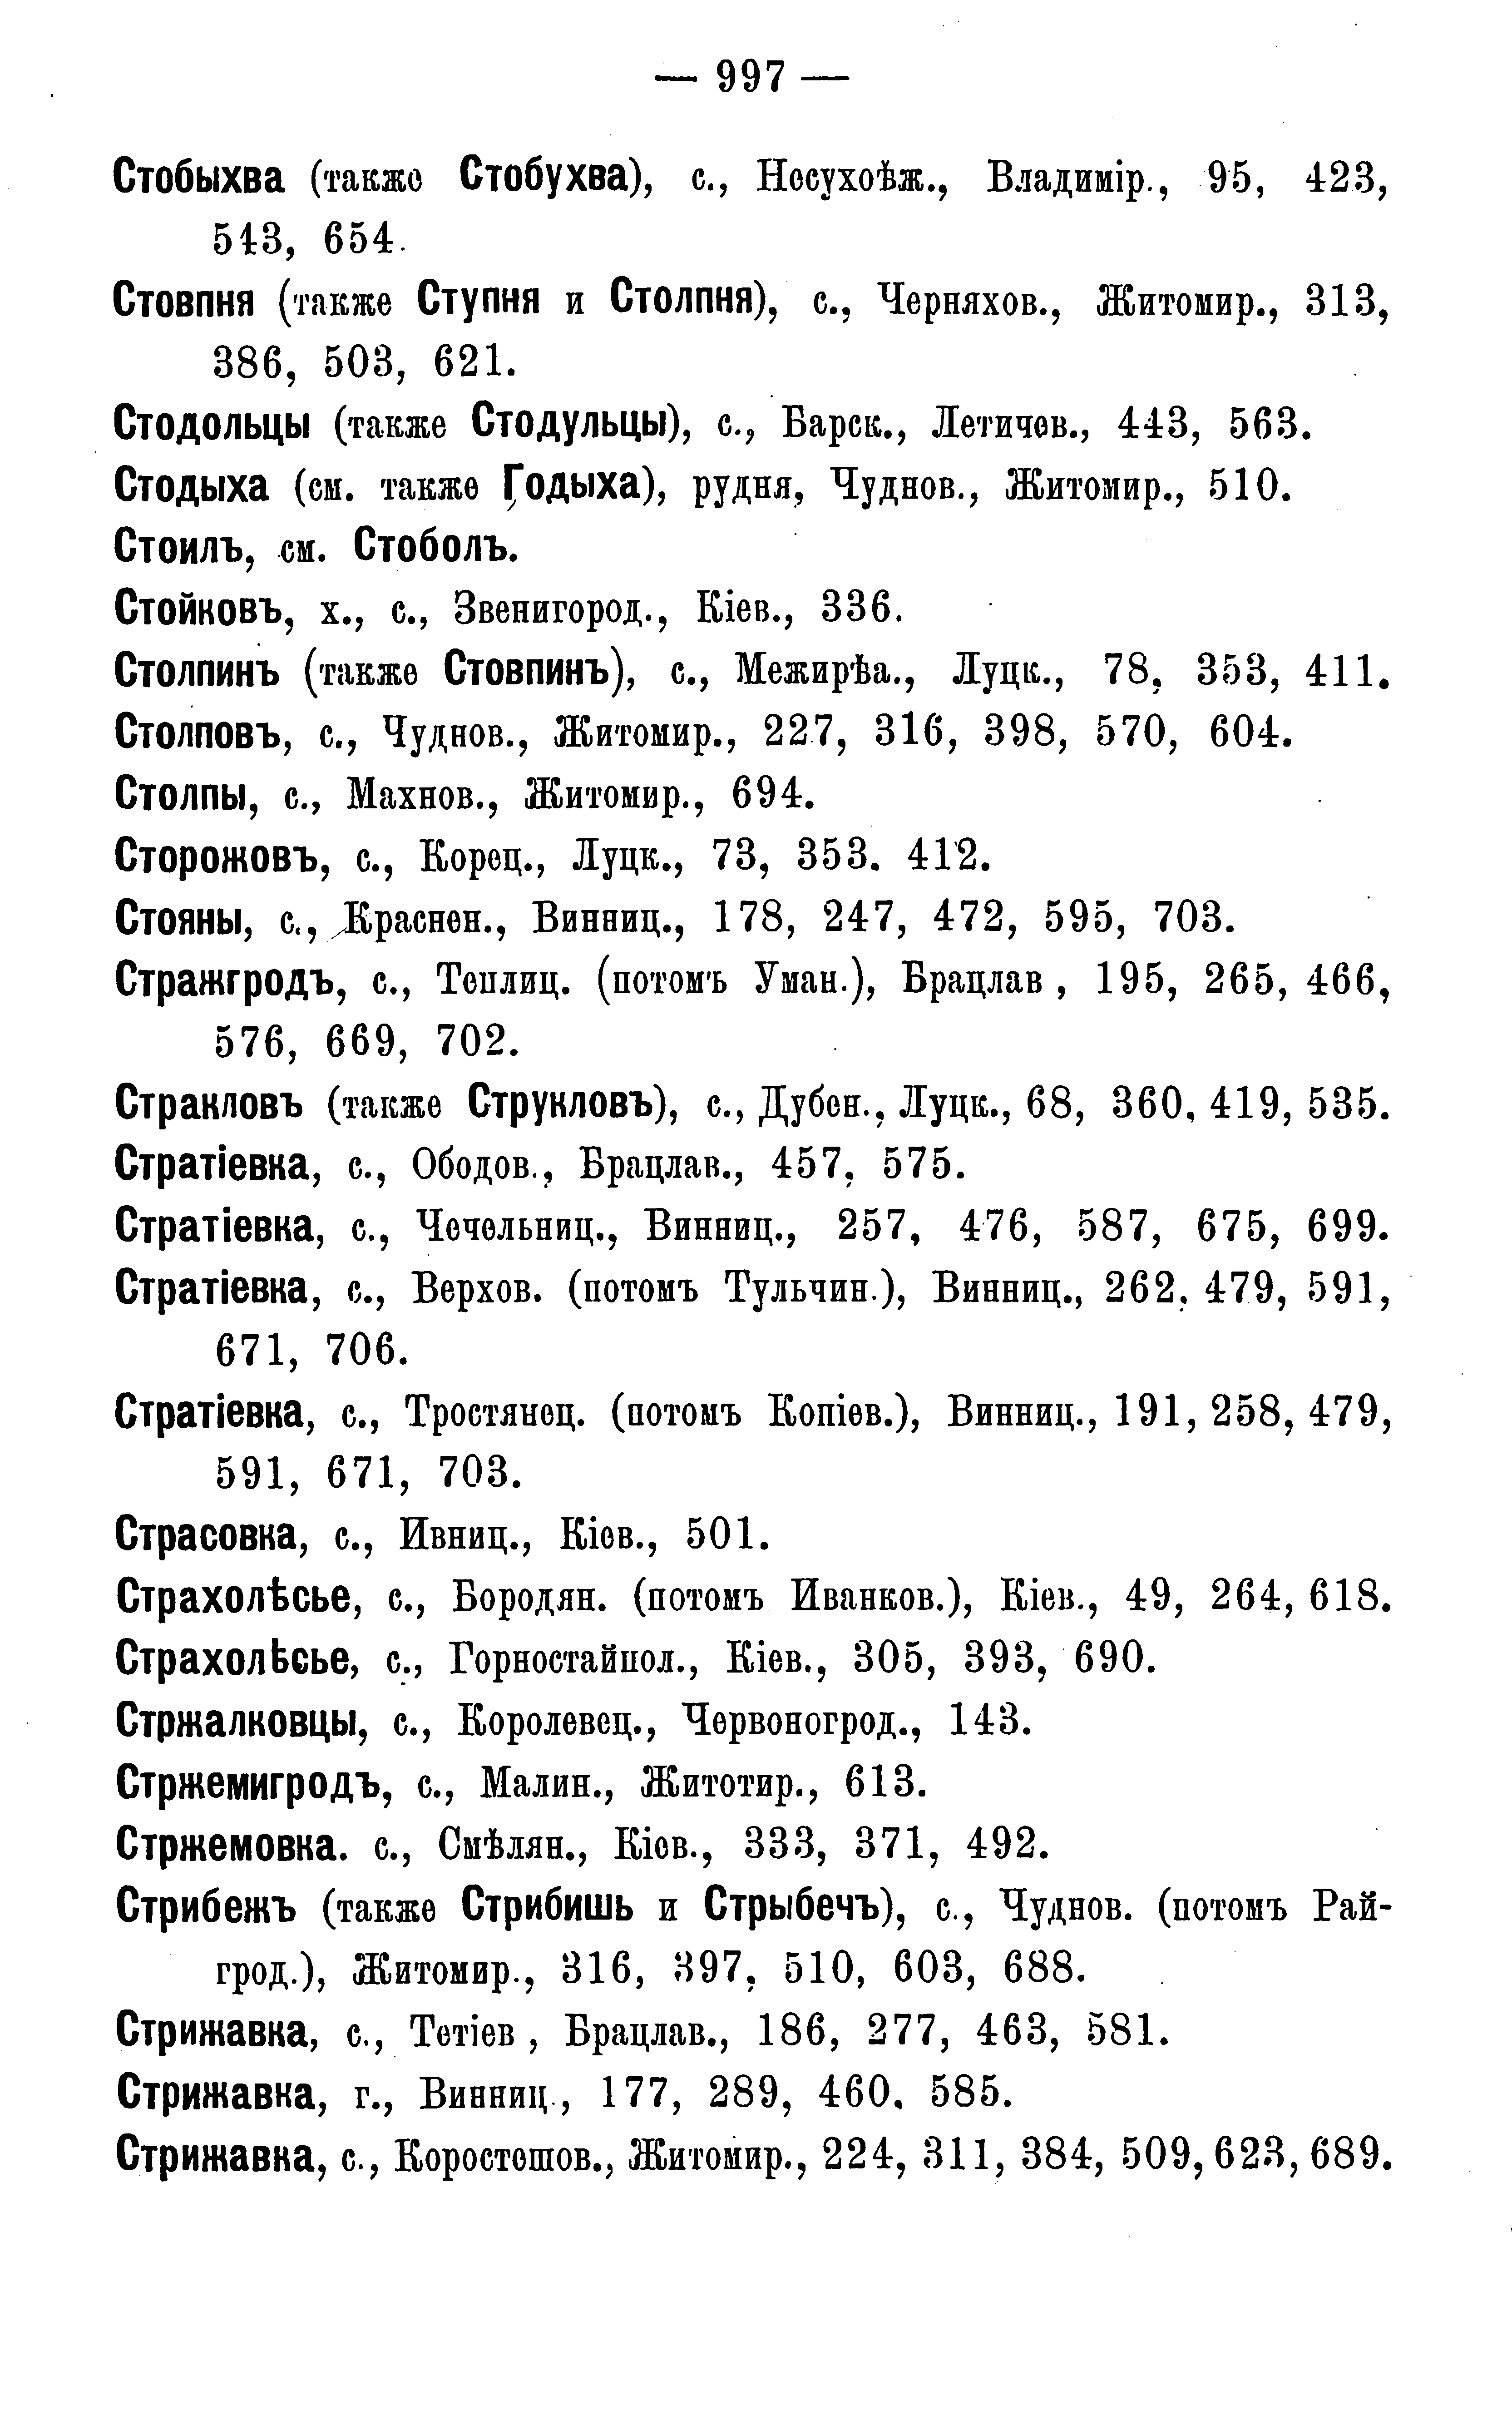 — 997 —
Стобыхва (также Стобухва), с., Несухоѣж., Владимір., 95, 423,
543, 654.
Стовпня (также Ступня и Столпня), с., Черняхов., Житомир., 313,
386, 503, 621.
Стодольцы (также Стодульцы), с., Барск., Летичев., 443, 563.
Стодыха (см. также Годыха), рудня, Чуднов., Житомир., 510.
Стоилъ, см. Стоболъ.
Стойковъ, х., с., Звенигород., Кіев., 336.
Столпинъ (также Стовпинъ), с., Межирѣа., Луцк., 78, 353, 411.
Столповъ, с., Чуднов., Житомир., 227, 316, 398, 570, 604.
Столпы, с., Махнов., Житомир., 694.
Сторожовъ, с., Корец., Луцк., 73, 353. 412.
Стояны, с., Краснен., Винниц., 178, 247, 472, 595, 703.
Стражгродъ, с., Теплиц. (потомъ Уман.), Брацлав , 195, 265, 466,
576, 669, 702.
Стракловъ (также Струкловъ), с., Дубен., Луцк., 68, 360, 419, 535.
Стратіевка, с., Ободов., Брацлав., 457, 575.
Стратіевка, с., Чечельниц., Винниц., 257, 476, 587, 675, 699.
Стратіевка, с., Верхов. (потомъ Тульчин.), Винниц., 262, 479, 591,
671, 706.
Стратіевка, с., Тростянец. (потомъ Копіев.), Винниц., 191, 258, 479,
591, 671, 703.
Страсовка, с., Ивниц., Кіев., 501.
Страхолѣсье, с., Бородян. (потомъ Иванков.), Кіев., 49, 264, 618.
Страхолѣсье, с., Горностайпол., Кіев., 305, 393, 690.
Стржалковцы, с., Королевец., Червоногрод., 143.
Стржемигродъ, с., Малин., Житотир., 613.
Стржемовка. с., Смѣлян., Кіев., 333, 371, 492.
Стрибежъ (также Стрибишь и Стрыбечъ), с., Чуднов. (потомъ Рай-
грод.), Житомир., 316, 397, 510, 603, 688.
Стрижавка, с., Тетіев , Брацлав., 186, 277, 463, 581.
Стрижавка, г., Винниц., 177, 289, 460, 585.
Стрижавка, с., Коростешов., Житомир., 224, 311, 384, 509, 623, 689.